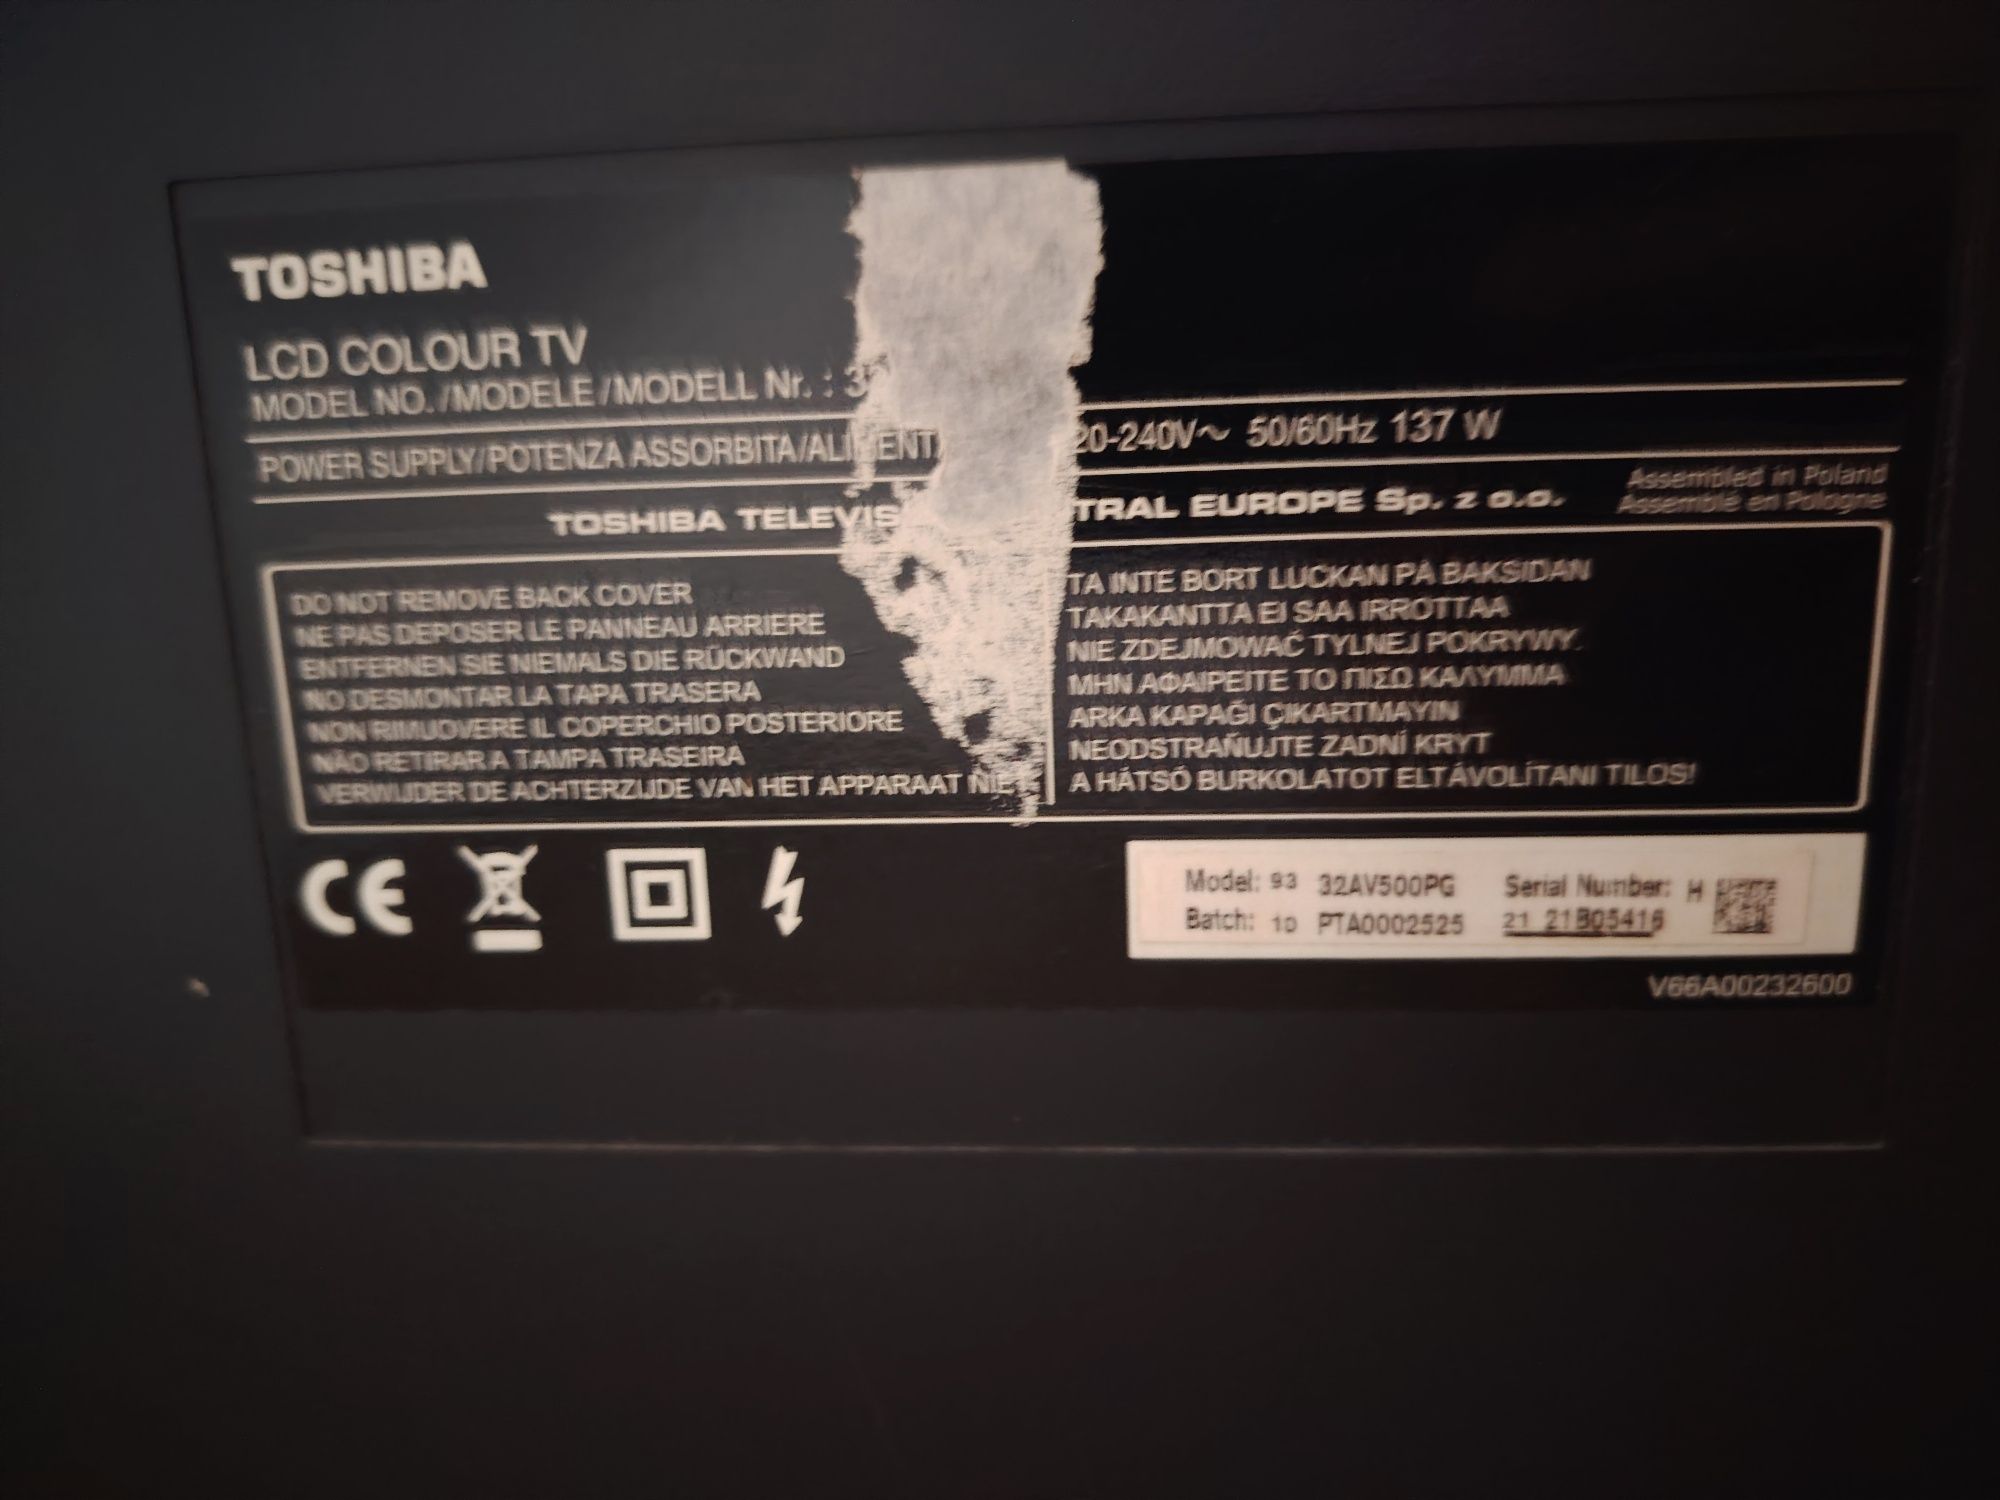 TOSHIBA
LCD COLOUR TV
MODEL NO./MODELE/MODELL Nr. : 3
POWER SUPPLY/POTENZA ASSORBITA/ALIMENT 20-240V~ 50/60Hz 137 W
TOSHIBA TELEVIS TRAL EUROPE Sp. z o.o.
Assembled in Poland
Assemblé en Pologne
DO NOT REMOVE BACK COVER
NE PAS DEPOSER LE PANNEAU ARRIERE
ENTFERNEN SIE NIEMALS DIE RÜCKWAND
NO DESMONTAR LA TAPA TRASERA
NON RIMUOVERE IL COPERCHIO POSTERIORE
NÃO RETIRAR A TAMPA TRASEIRA
VERWIJDER DE ACHTERZIJDE VAN HET APPARAAT NIET
TA INTE BORT LUCKAN PÅ BAKSIDAN
TAKAKANTTA EI SAA IRROTTAA
NIE ZDEJMOWAĆ TYLNEJ POKRYWY.
ΜΗΝ ΑΦΑΙΡΕΙΤΕ ΤΟ ΠΙΣΩ ΚΑΛΥΜΜΑ
ARKA KAPAĞI ÇIKARTMAYIN
NEODSTRAŇUJTE ZADNÍ KRYT
A HÁTSÓ BURKOLATOT ELTÁVOLÍTANI TILOS!
CE
Model: 93 32AV500PG Serial Number: H
Batch: 10 PTA0002525 21 21B05416
V66A00232600